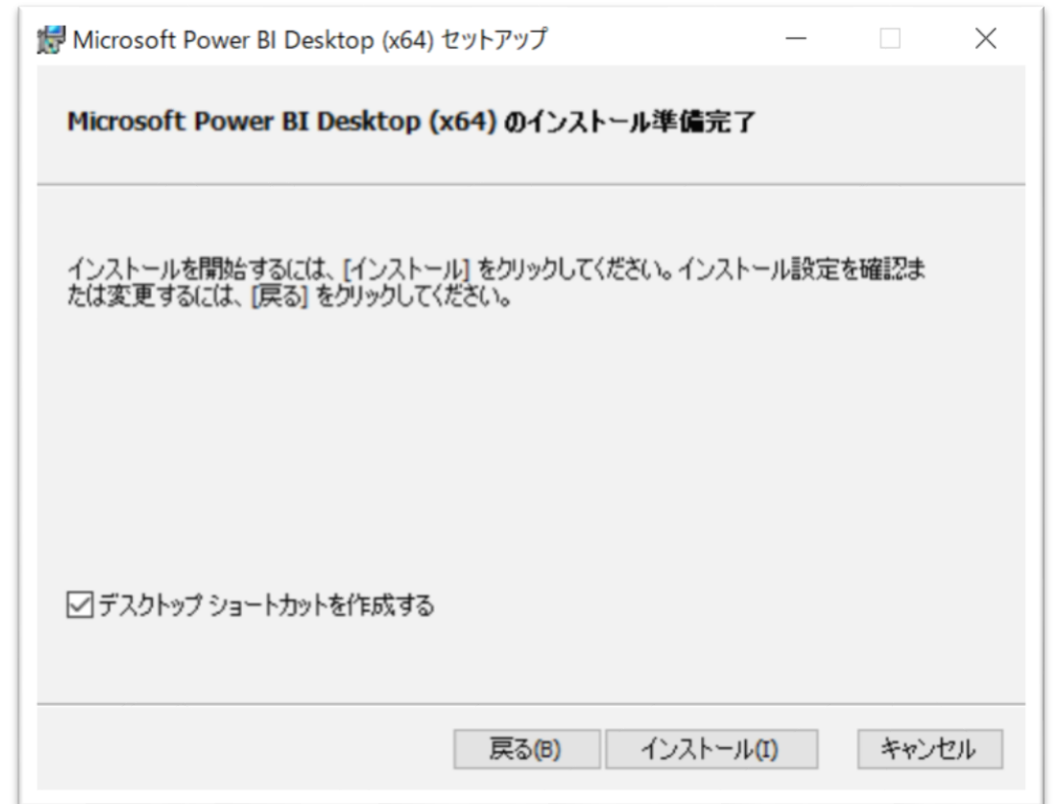 Microsoft Power BI Desktop (x64) セットアップ
Microsoft Power BI Desktop (x64) のインストール準備完了
インストールを開始するには、[インストール] をクリックしてください。インストール設定を確認ま
たは変更するには、[戻る] をクリックしてください。
デスクトップ ショートカットを作成する
戻る(B) インストール(I) キャンセル